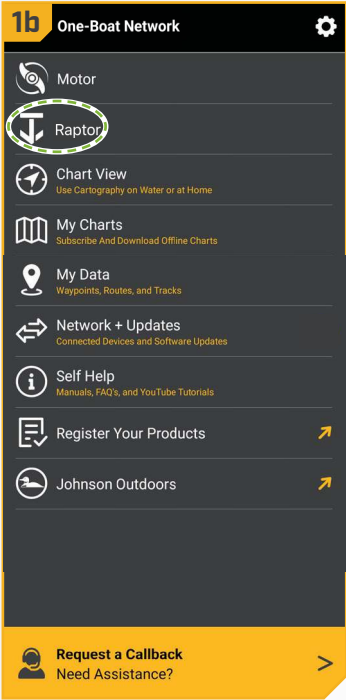 1b One-Boat Network
Motor
Raptor
Chart View
Use Cartography on Water or at Home
My Charts
Subscribe And Download Offline Charts
My Data
Waypoints, Routes, and Tracks
Network + Updates
Connected Devices and Software Updates
Self Help
Manuals, FAQ's, and YouTube Tutorials
Register Your Products
Johnson Outdoors
Request a Callback
Need Assistance?